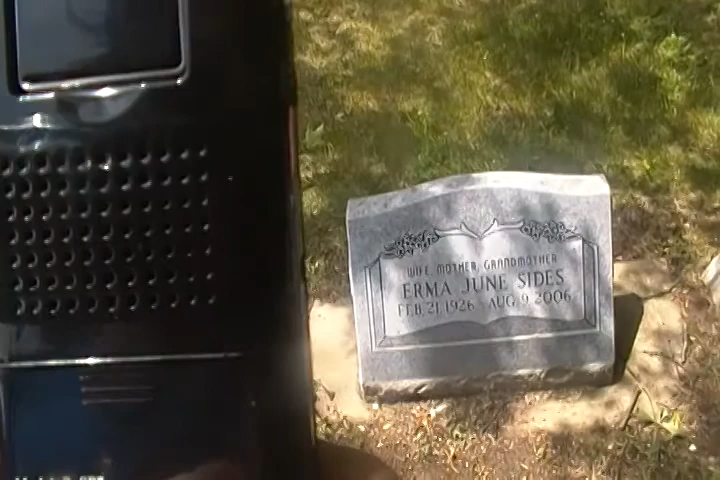 WIFE, MOTHER, GRANDMOTHER
ERMA JUNE SIDES
FEB. 21, 1926 - AUG. 9, 2006